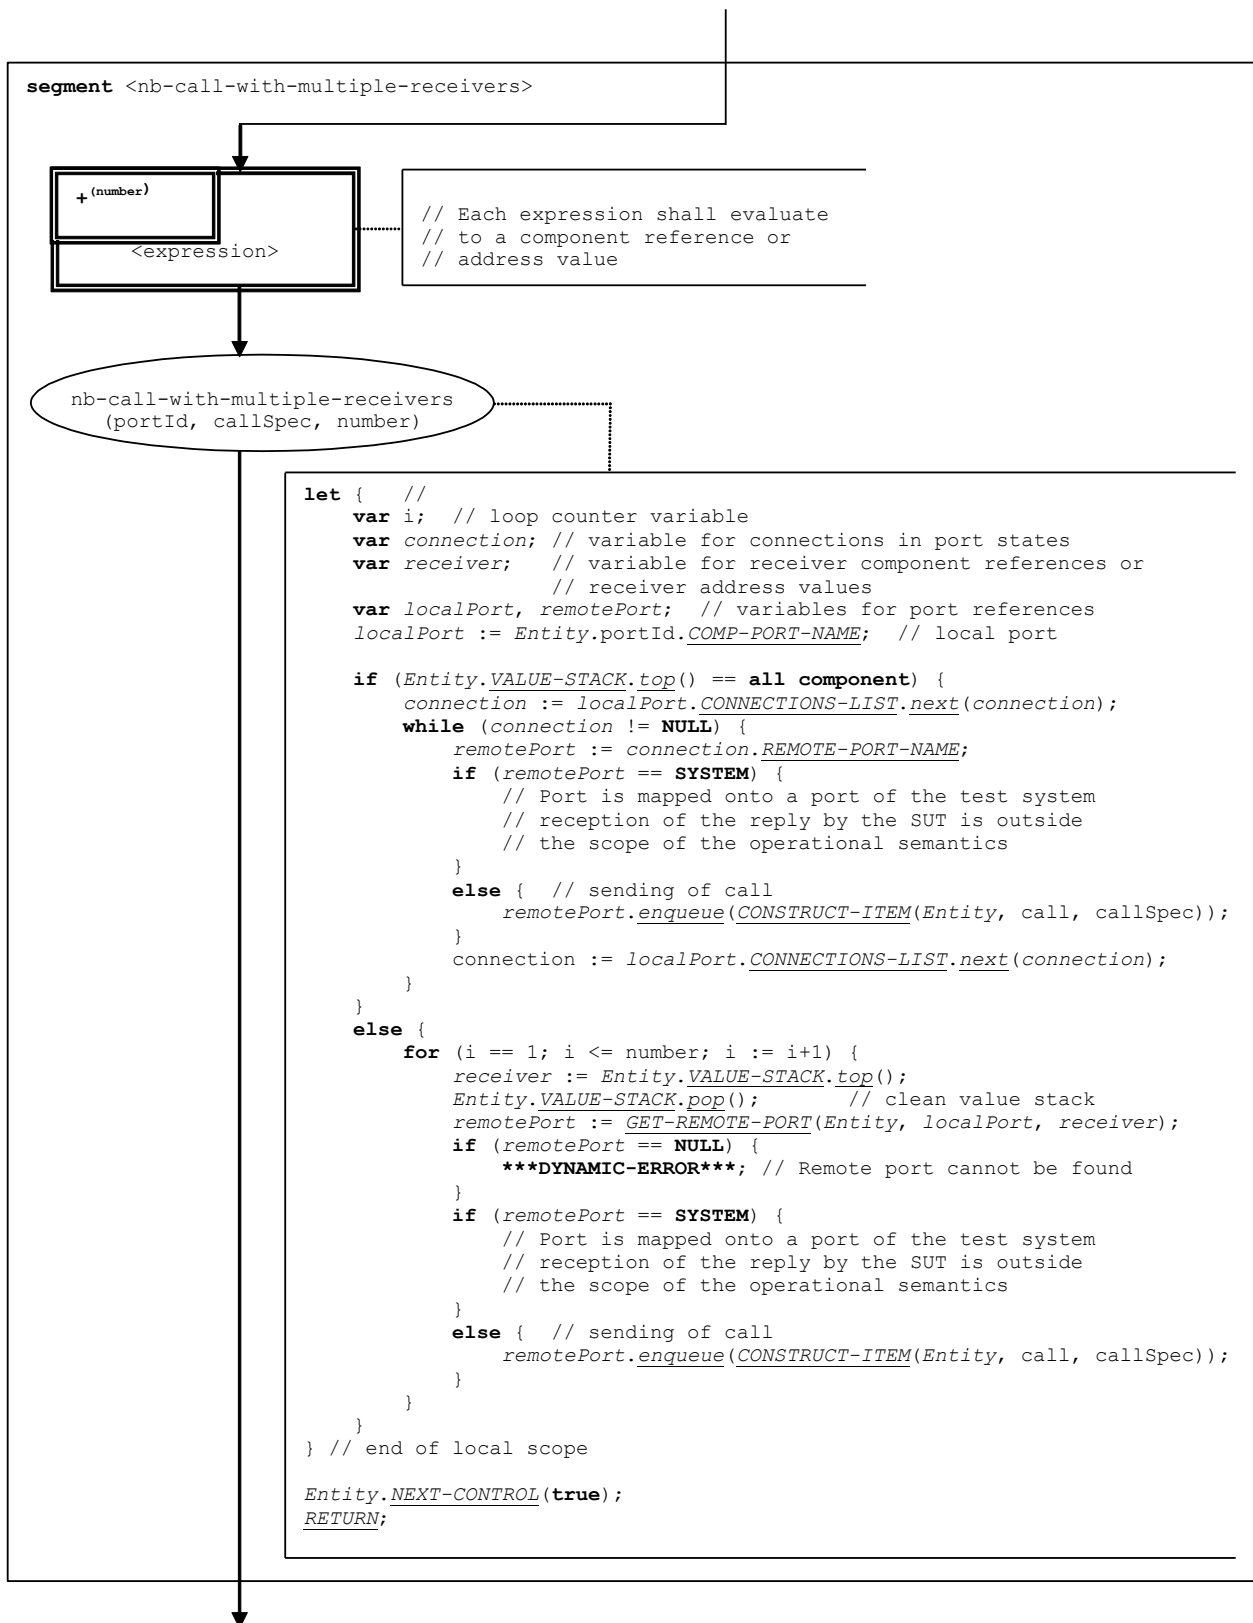 segment <nb-call-with-multiple-receivers>
+(number)
<expression>
// Each expression shall evaluate
// to a component reference or
// address value
nb-call-with-multiple-receivers
(portId, callSpec, number)
let {   //
    var i;  // loop counter variable
    var connection; // variable for connections in port states
    var receiver;   // variable for receiver component references or
                    // receiver address values
    var localPort, remotePort;  // variables for port references
    localPort := Entity.portId.COMP-PORT-NAME;  // local port
    if (Entity.VALUE-STACK.top() == all component) {
        connection := localPort.CONNECTIONS-LIST.next(connection);
        while (connection != NULL) {
            remotePort := connection.REMOTE-PORT-NAME;
            if (remotePort == SYSTEM) {
                // Port is mapped onto a port of the test system
                // reception of the reply by the SUT is outside
                // the scope of the operational semantics
            }
            else {  // sending of call
                remotePort.enqueue(CONSTRUCT-ITEM(Entity, call, callSpec));
            }
            connection := localPort.CONNECTIONS-LIST.next(connection);
        }
    }
    else {
        for (i == 1; i <= number; i := i+1) {
            receiver := Entity.VALUE-STACK.top();
            Entity.VALUE-STACK.pop();       // clean value stack
            remotePort := GET-REMOTE-PORT(Entity, localPort, receiver);
            if (remotePort == NULL) {
                ***DYNAMIC-ERROR***; // Remote port cannot be found
            }
            if (remotePort == SYSTEM) {
                // Port is mapped onto a port of the test system
                // reception of the reply by the SUT is outside
                // the scope of the operational semantics
            }
            else {  // sending of call
                remotePort.enqueue(CONSTRUCT-ITEM(Entity, call, callSpec));
            }
        }
    }
} // end of local scope
Entity.NEXT-CONTROL(true);
RETURN;